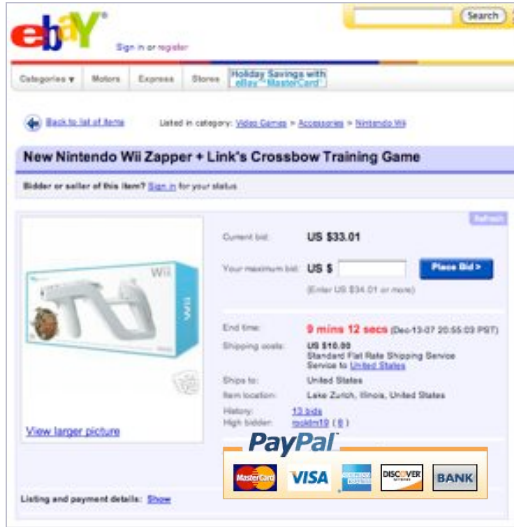 ebaY
Search
Sign in or register
Categories ▼ Motors Express Stores Holiday Savings with
eBay MasterCard
Back to list of items Listed in category: Video Games > Accessories > Nintendo Wii
New Nintendo Wii Zapper + Link's Crossbow Training Game
Bidder or seller of this item? Sign in for your status
Refresh
Current bid: US $33.01
Your maximum bid: US $ Place Bid >
(Enter US $34.01 or more)
End time: 9 mins 12 secs (Dec-13-07 20:55:03 PST)
Shipping costs: US $10.00
Standard Flat Rate Shipping Service
Service to United States
Ships to: United States
Item location: Lake Zurich, Illinois, United States
History: 13 bids
High bidder: ( 6 )
Wii
Wii
View larger picture
PayPal
MasterCard VISA DISCOVER BANK
Listing and payment details: Show